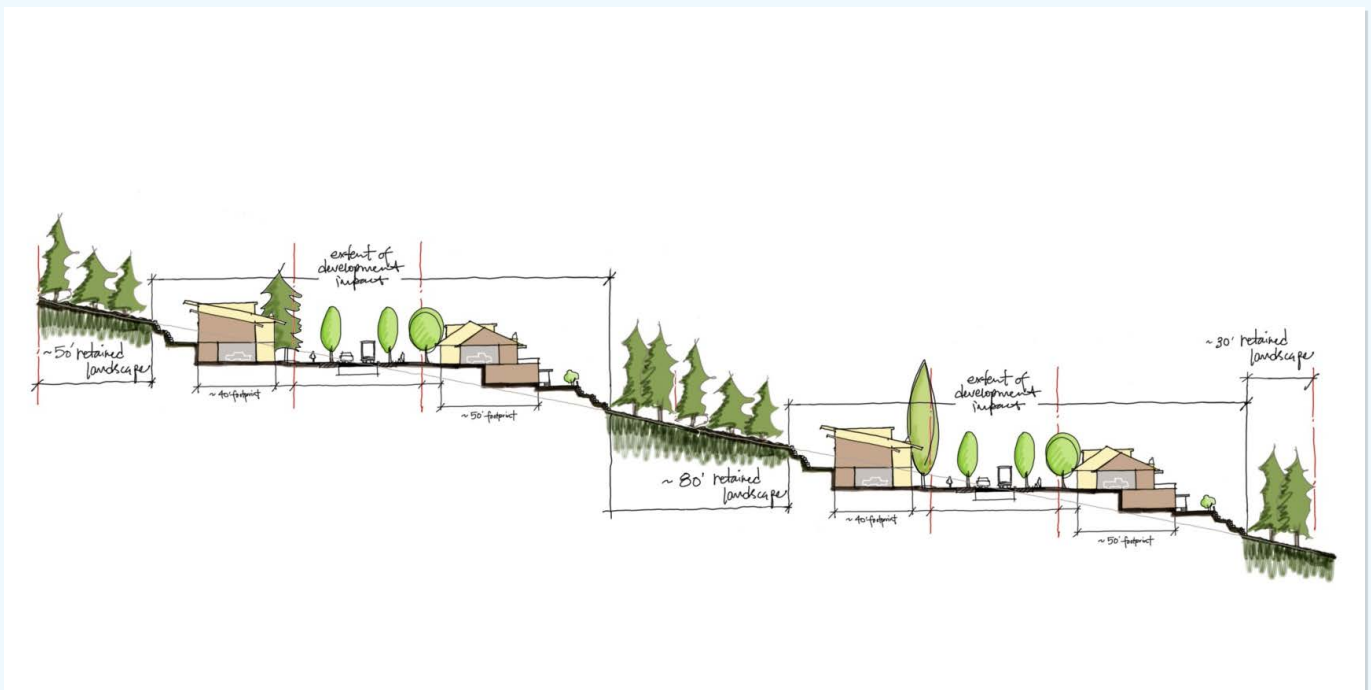 extent of
development
impact
~50' retained
landscape
~40' footprint
~50' footprint
~80' retained
landscape
extent of
development
impact
~40' footprint
~50' footprint
~30' retained
landscape